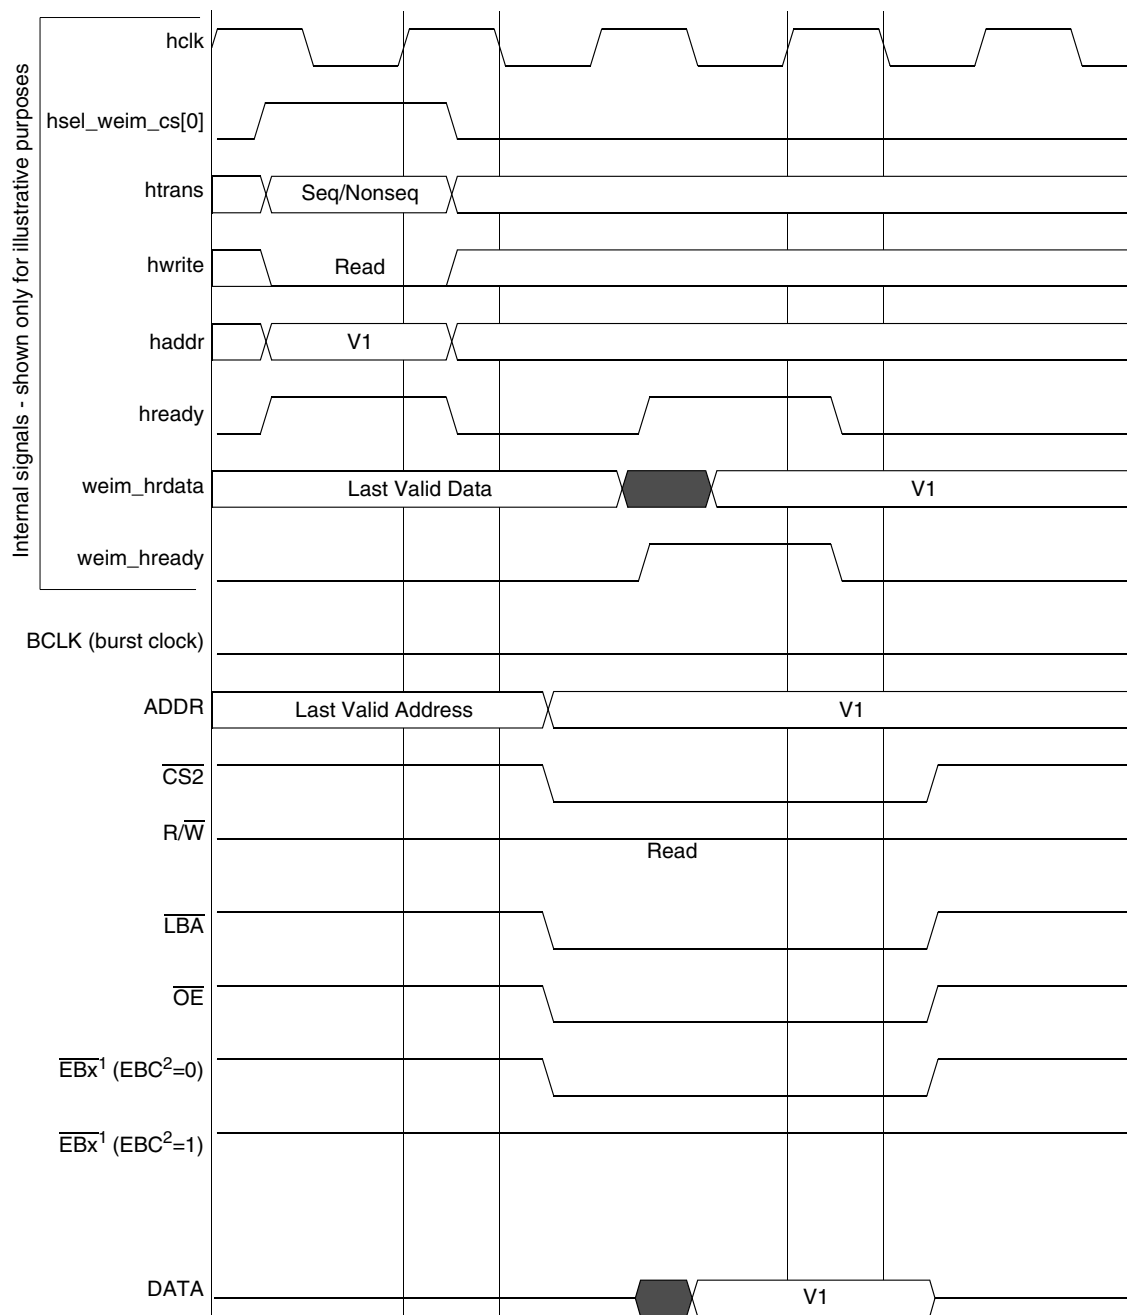 Internal signals - shown only for illustrative purposes
hclk
hsel_weim_cs[0]
htrans
Seq/Nonseq
hwrite
Read
haddr
V1
hready
weim_hrdata
Last Valid Data
V1
weim_hready
BCLK (burst clock)
ADDR
Last Valid Address
V1
CS2
R/W
Read
LBA
OE
EBx1 (EBC2=0)
EBx1 (EBC2=1)
DATA
V1